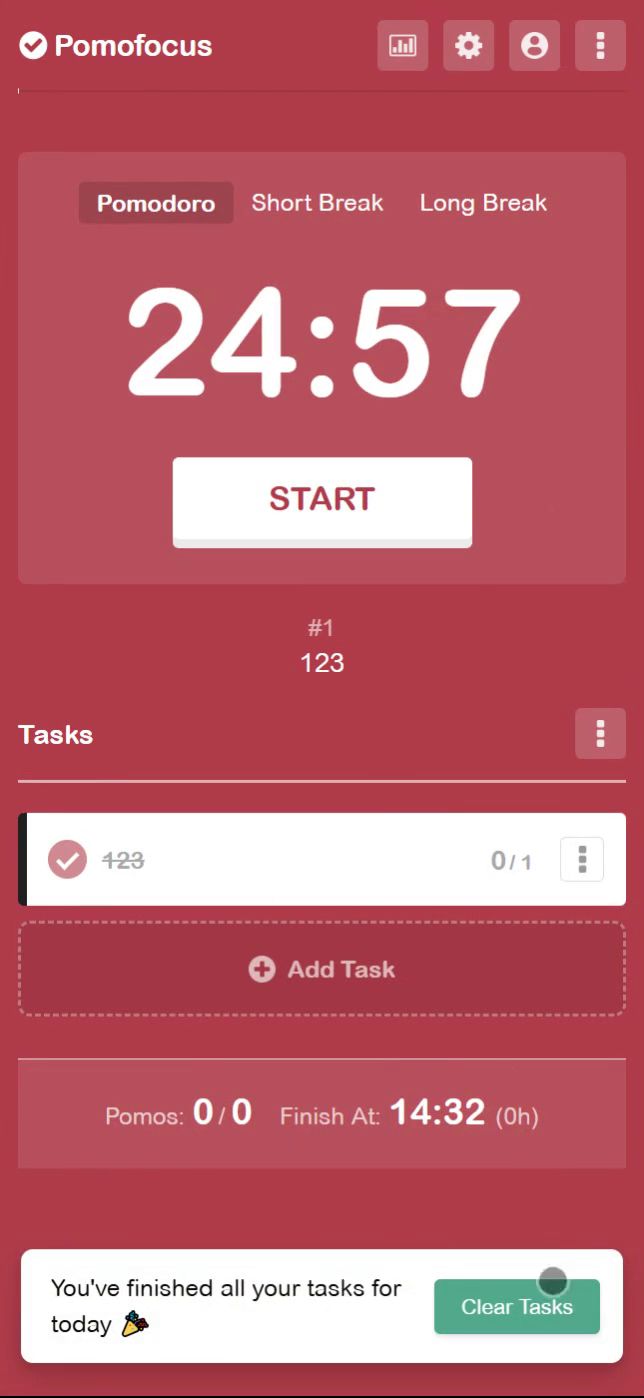 Pomofocus
Pomodoro Short Break Long Break
24:57
START
#1
123
Tasks
123 0/1
Add Task
Pomos: 0/0 Finish At: 14:32 (0h)
You've finished all your tasks for
today 🎉
Clear Tasks